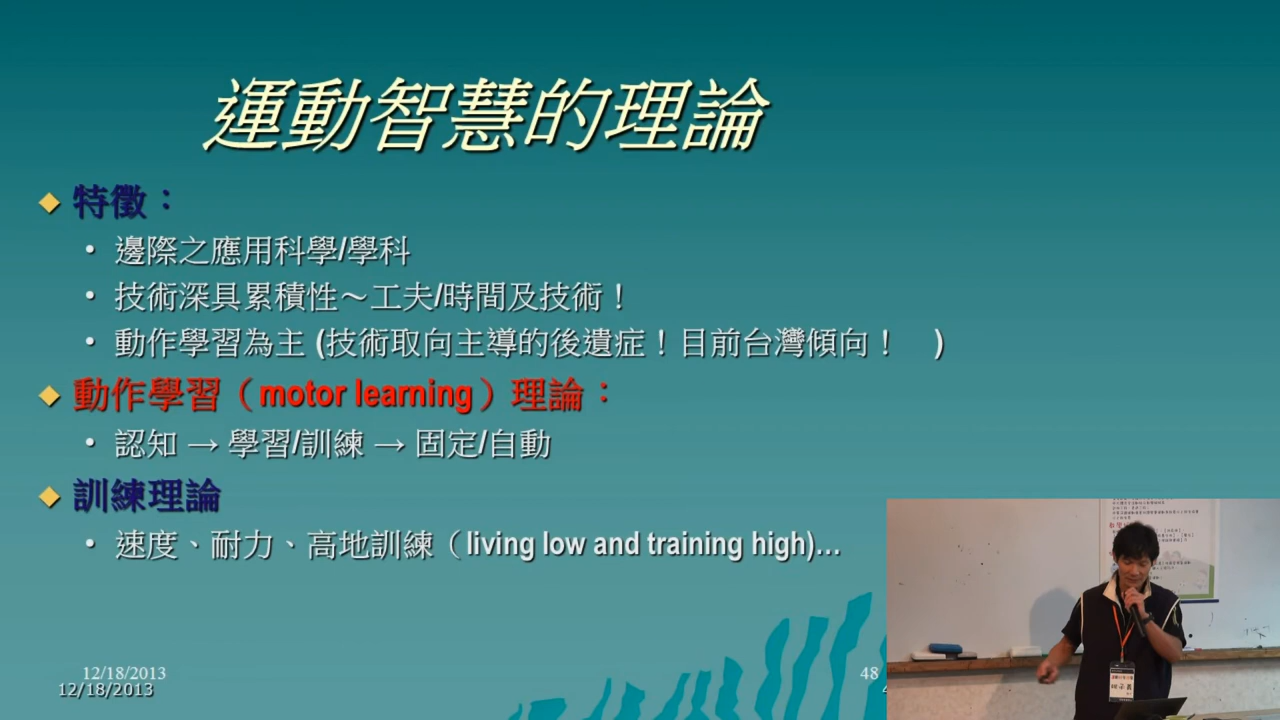 運動智慧的理論
特徵：
• 邊際之應用科學/學科
• 技術深具累積性～工夫/時間及技術！
• 動作學習為主 (技術取向主導的後遺症！目前台灣傾向！ )
動作學習（motor learning）理論：
• 認知 → 學習/訓練 → 固定/自動
訓練理論
• 速度、耐力、高地訓練（living low and training high)...
12/18/2013
12/18/2013
48